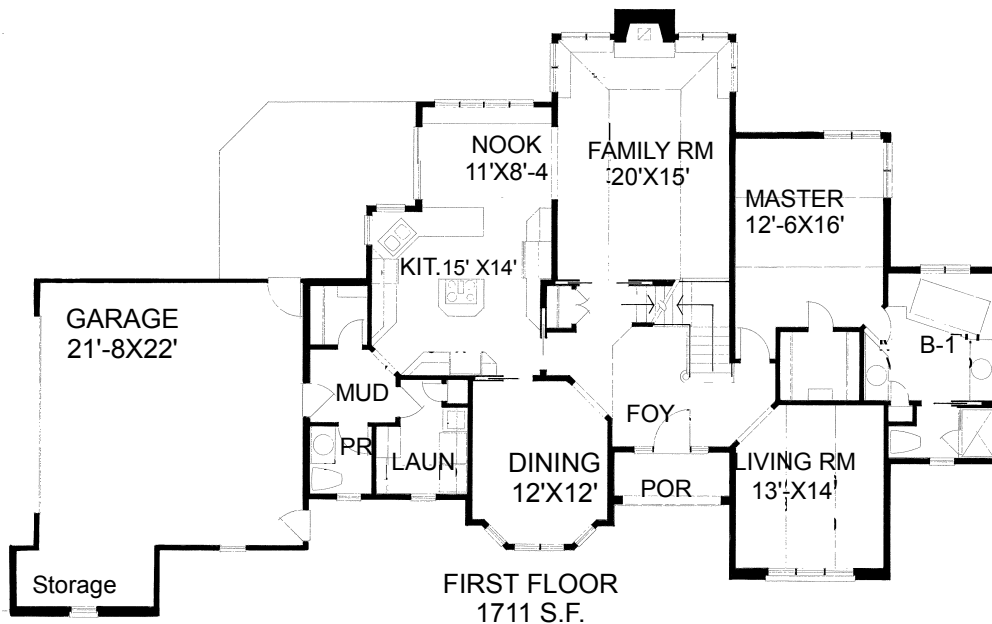 NOOK
11'X8'-4
FAMILY RM
20'X15'
MASTER
12'-6X16'
KIT. 15' X14'
GARAGE
21'-8X22'
B-1
MUD
FOY
PR
LAUN
DINING
12'X12'
LIVING RM
13'-X14'
POR
Storage
FIRST FLOOR
1711 S.F.